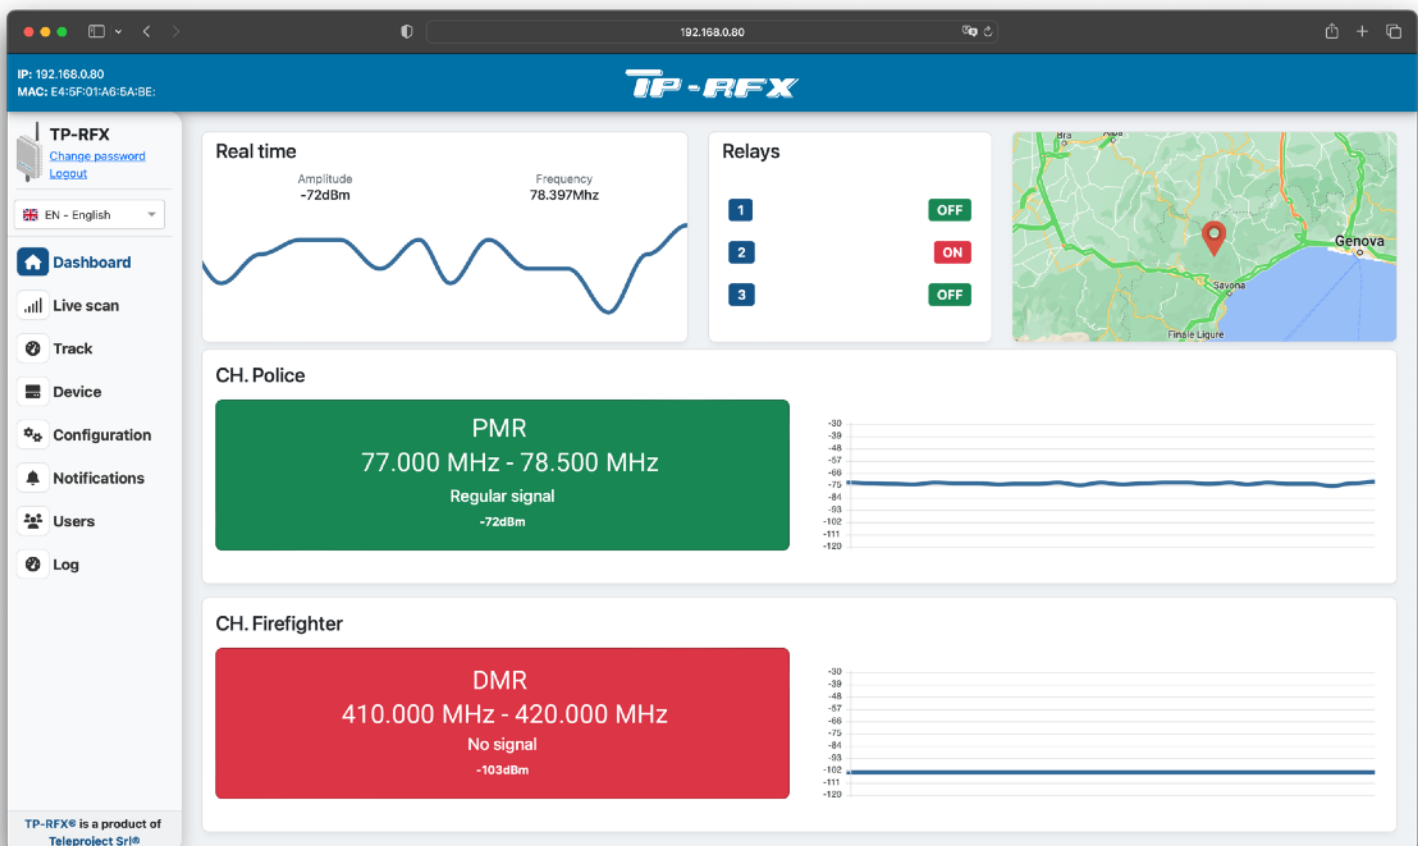 192.168.0.80
IP: 192.168.0.80
MAC: E4:5F:01:A6:5A:BE:
TP-RFX
TP-RFX
Change password
Logout
EN - English
Dashboard
Live scan
Track
Device
Configuration
Notifications
Users
Log
TP-RFX® is a product of
Teleproject Srl®
Real time
Amplitude
-72dBm
Frequency
78.397Mhz
Relays
1 OFF
2 ON
3 OFF
Bra
Alba
Genova
Savona
Finale Ligure
CH. Police
PMR
77.000 MHz - 78.500 MHz
Regular signal
-72dBm
-30
-39
-48
-57
-66
-75
-84
-93
-102
-111
-120
CH. Firefighter
DMR
410.000 MHz - 420.000 MHz
No signal
-103dBm
-30
-39
-48
-57
-66
-75
-84
-93
-102
-111
-120